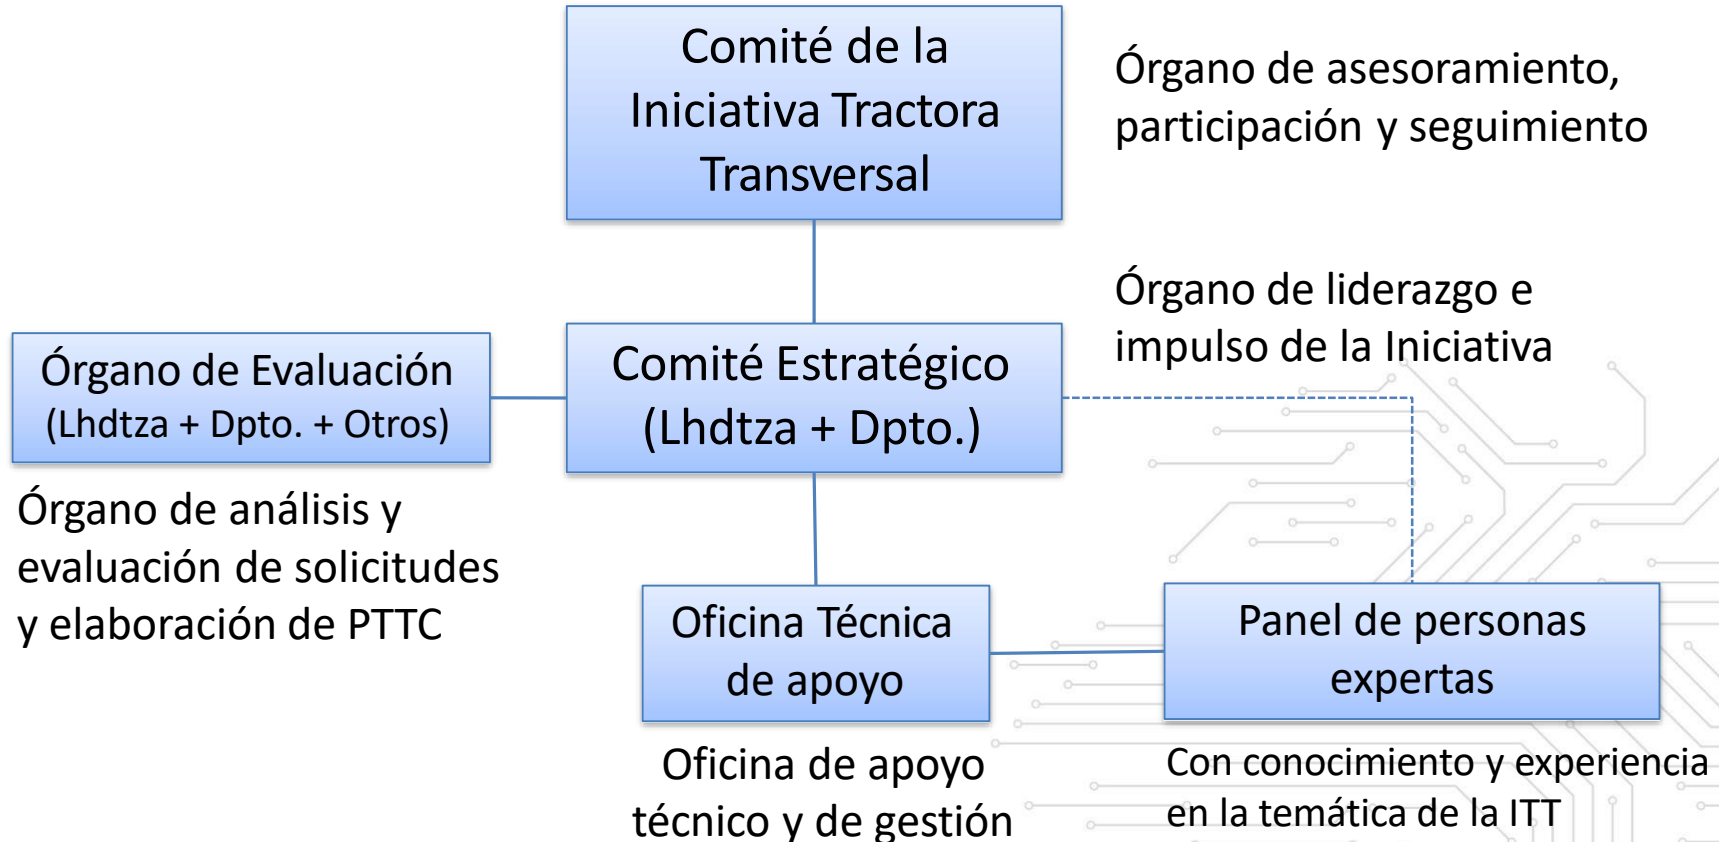 Comité de la
Iniciativa Tractora
Transversal
Órgano de asesoramiento,
participación y seguimiento
Órgano de liderazgo e
impulso de la Iniciativa
Órgano de Evaluación
(Lhdtza + Dpto. + Otros)
Comité Estratégico
(Lhdtza + Dpto.)
Órgano de análisis y
evaluación de solicitudes
y elaboración de PTTC
Oficina Técnica
de apoyo
Panel de personas
expertas
Oficina de apoyo
técnico y de gestión
Con conocimiento y experiencia
en la temática de la ITT